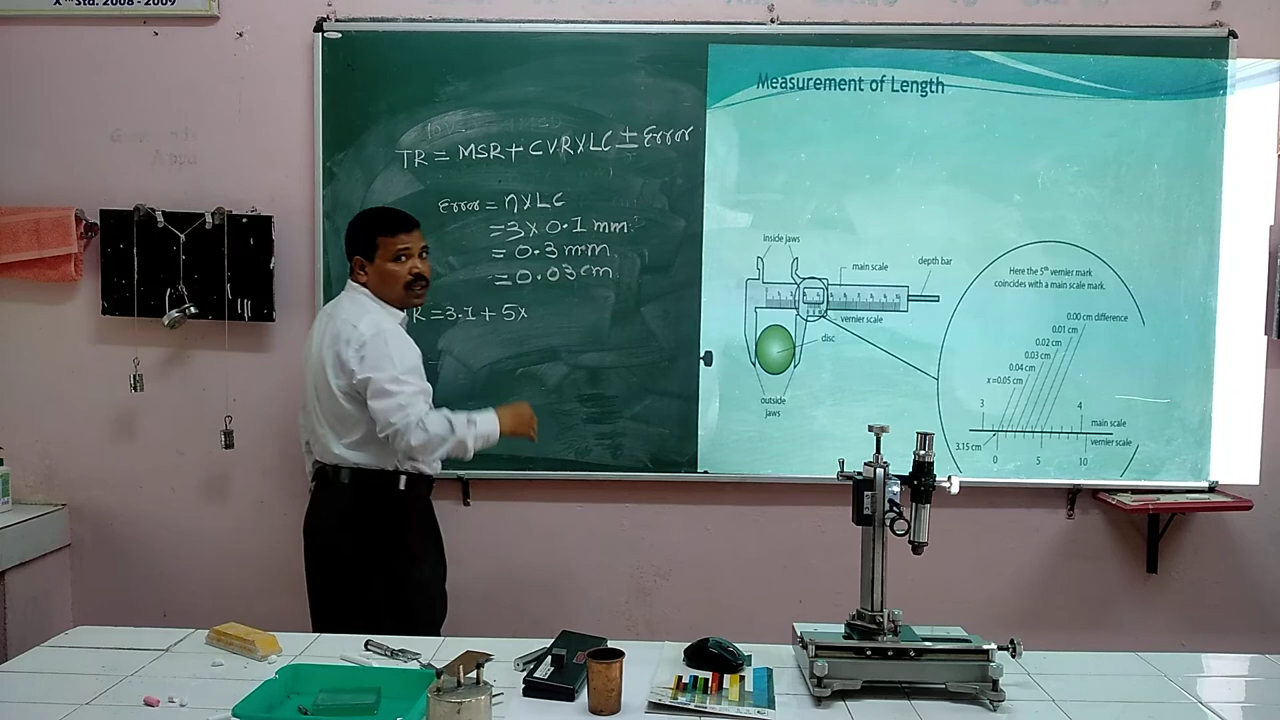 Xth Std. 2008 - 2009
TR = MSR + CVR X LC ± Error
Error = n X LC
= 3 X 0.1 mm
= 0.3 mm
= 0.03 cm
R = 3.1 + 5X
Measurement of Length
inside jaws
main scale
depth bar
vernier scale
disc
outside
jaws
Here the 5th vernier mark
coincides with a main scale mark.
0.00 cm difference
0.01 cm
0.02 cm
0.03 cm
0.04 cm
x=0.05 cm
3 4
main scale
3.15 cm
vernier scale
0 5 10